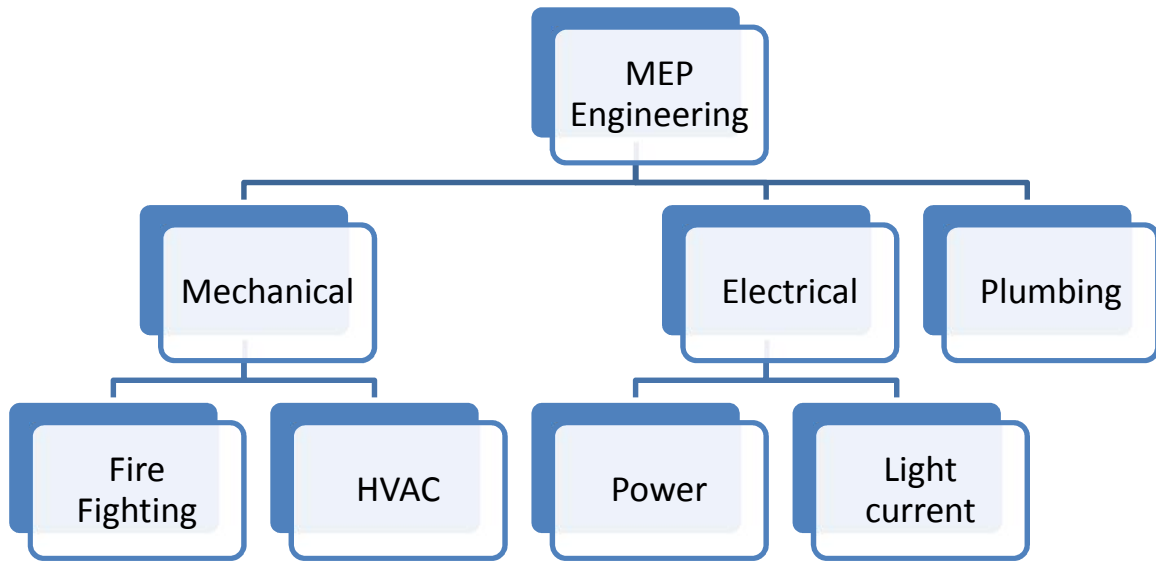 MEP
Engineering
Mechanical
Electrical
Plumbing
Fire
Fighting
HVAC
Power
Light
current